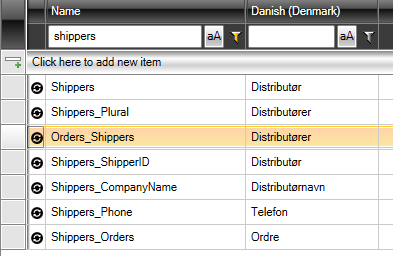 Name Danish (Denmark)
shippers aA aA
Click here to add new item
Shippers Distributør
Shippers_Plural Distributører
Orders_Shippers Distributører
Shippers_ShipperID Distributør
Shippers_CompanyName Distributørnavn
Shippers_Phone Telefon
Shippers_Orders Ordre